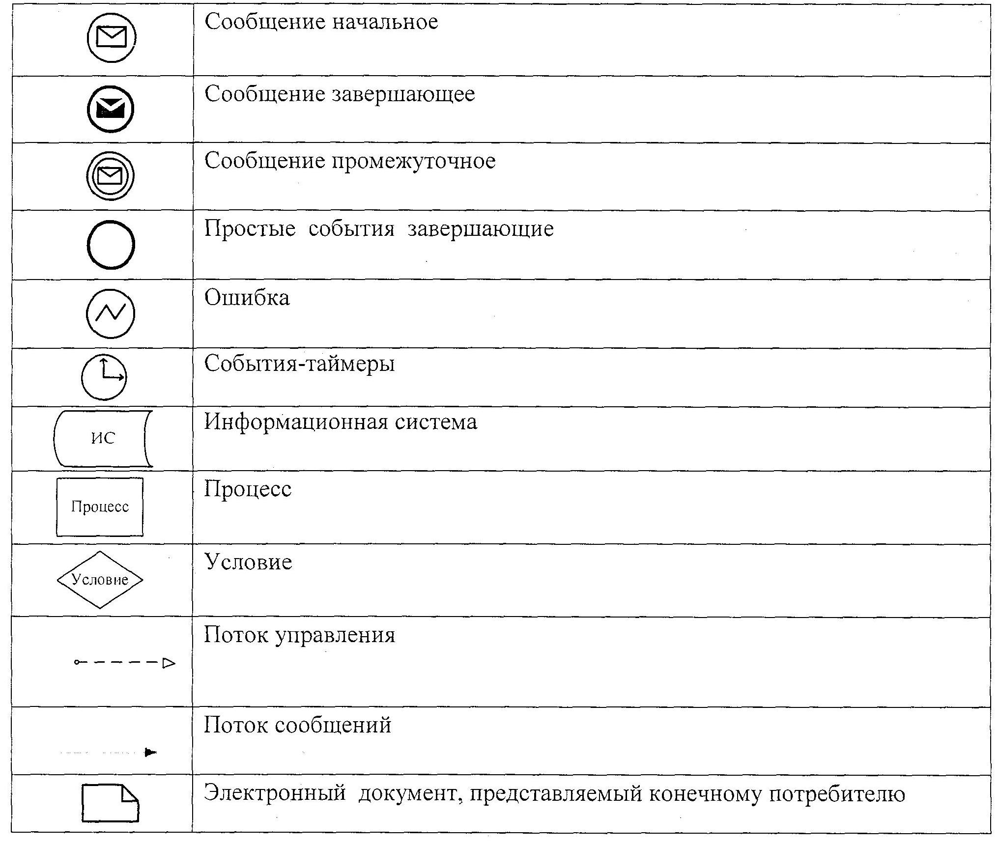 Сообщение начальное
Сообщение завершающее
Сообщение промежуточное
Простые события завершающие
Ошибка
События-таймеры
ИС
Информационная система
Процесс
Процесс
Условие
Условие
Поток управления
Поток сообщений
Электронный документ, представляемый конечному потребителю